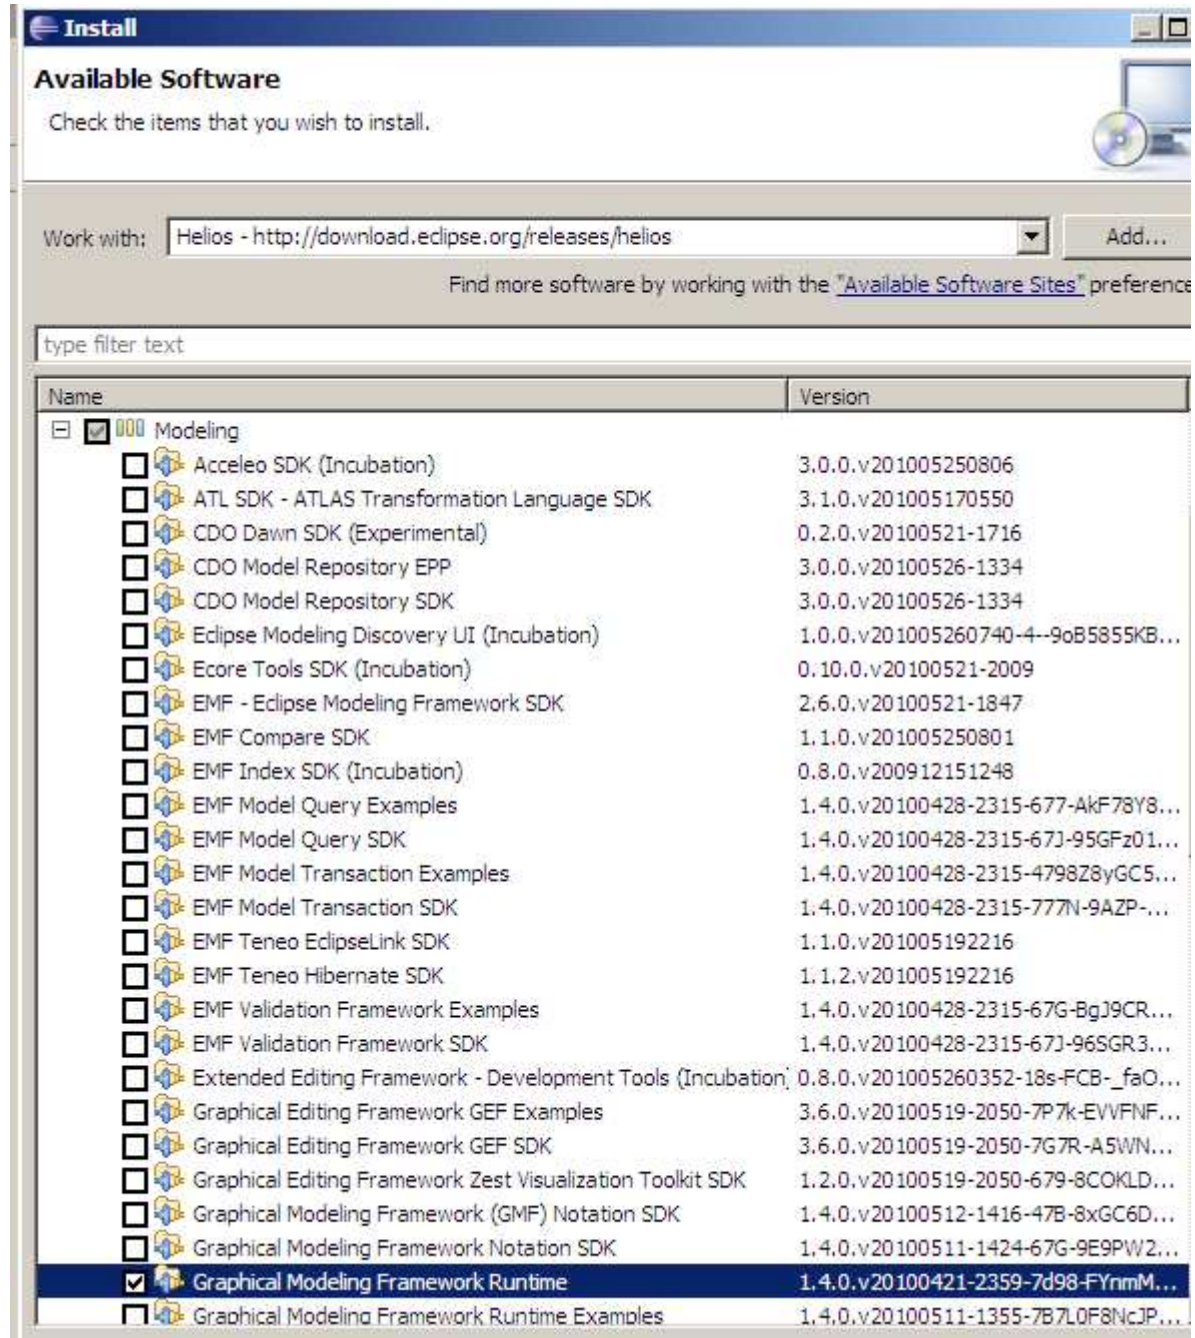 Install
Available Software
Check the items that you wish to install.
Work with: Helios - http://download.eclipse.org/releases/helios Add...
Find more software by working with the "Available Software Sites" preference
type filter text
Name Version
Modeling
Acceleo SDK (Incubation) 3.0.0.v201005250806
ATL SDK - ATLAS Transformation Language SDK 3.1.0.v201005170550
CDO Dawn SDK (Experimental) 0.2.0.v20100521-1716
CDO Model Repository EPP 3.0.0.v20100526-1334
CDO Model Repository SDK 3.0.0.v20100526-1334
Eclipse Modeling Discovery UI (Incubation) 1.0.0.v201005260740-4--9oB5855KB...
Ecore Tools SDK (Incubation) 0.10.0.v20100521-2009
EMF - Eclipse Modeling Framework SDK 2.6.0.v20100521-1847
EMF Compare SDK 1.1.0.v201005250801
EMF Index SDK (Incubation) 0.8.0.v200912151248
EMF Model Query Examples 1.4.0.v20100428-2315-677-AkF78Y8...
EMF Model Query SDK 1.4.0.v20100428-2315-67J-95GFz01...
EMF Model Transaction Examples 1.4.0.v20100428-2315-4798Z8yGC5...
EMF Model Transaction SDK 1.4.0.v20100428-2315-777N-9AZP-...
EMF Teneo EclipseLink SDK 1.1.0.v201005192216
EMF Teneo Hibernate SDK 1.1.2.v201005192216
EMF Validation Framework Examples 1.4.0.v20100428-2315-67G-BgJ9CR...
EMF Validation Framework SDK 1.4.0.v20100428-2315-67J-96SGR3...
Extended Editing Framework - Development Tools (Incubation) 0.8.0.v201005260352-18s-FCB-_faO...
Graphical Editing Framework GEF Examples 3.6.0.v20100519-2050-7P7k-EVVFNF...
Graphical Editing Framework GEF SDK 3.6.0.v20100519-2050-7G7R-A5WN...
Graphical Editing Framework Zest Visualization Toolkit SDK 1.2.0.v20100519-2050-679-8COKLD...
Graphical Modeling Framework (GMF) Notation SDK 1.4.0.v20100512-1416-47B-8xGC6D...
Graphical Modeling Framework Notation SDK 1.4.0.v20100511-1424-67G-9E9PW2...
Graphical Modeling Framework Runtime 1.4.0.v20100421-2359-7d98-FYnmM...
Graphical Modeling Framework Runtime Examples 1.4.0.v20100511-1355-7B7L0F8NcJP...